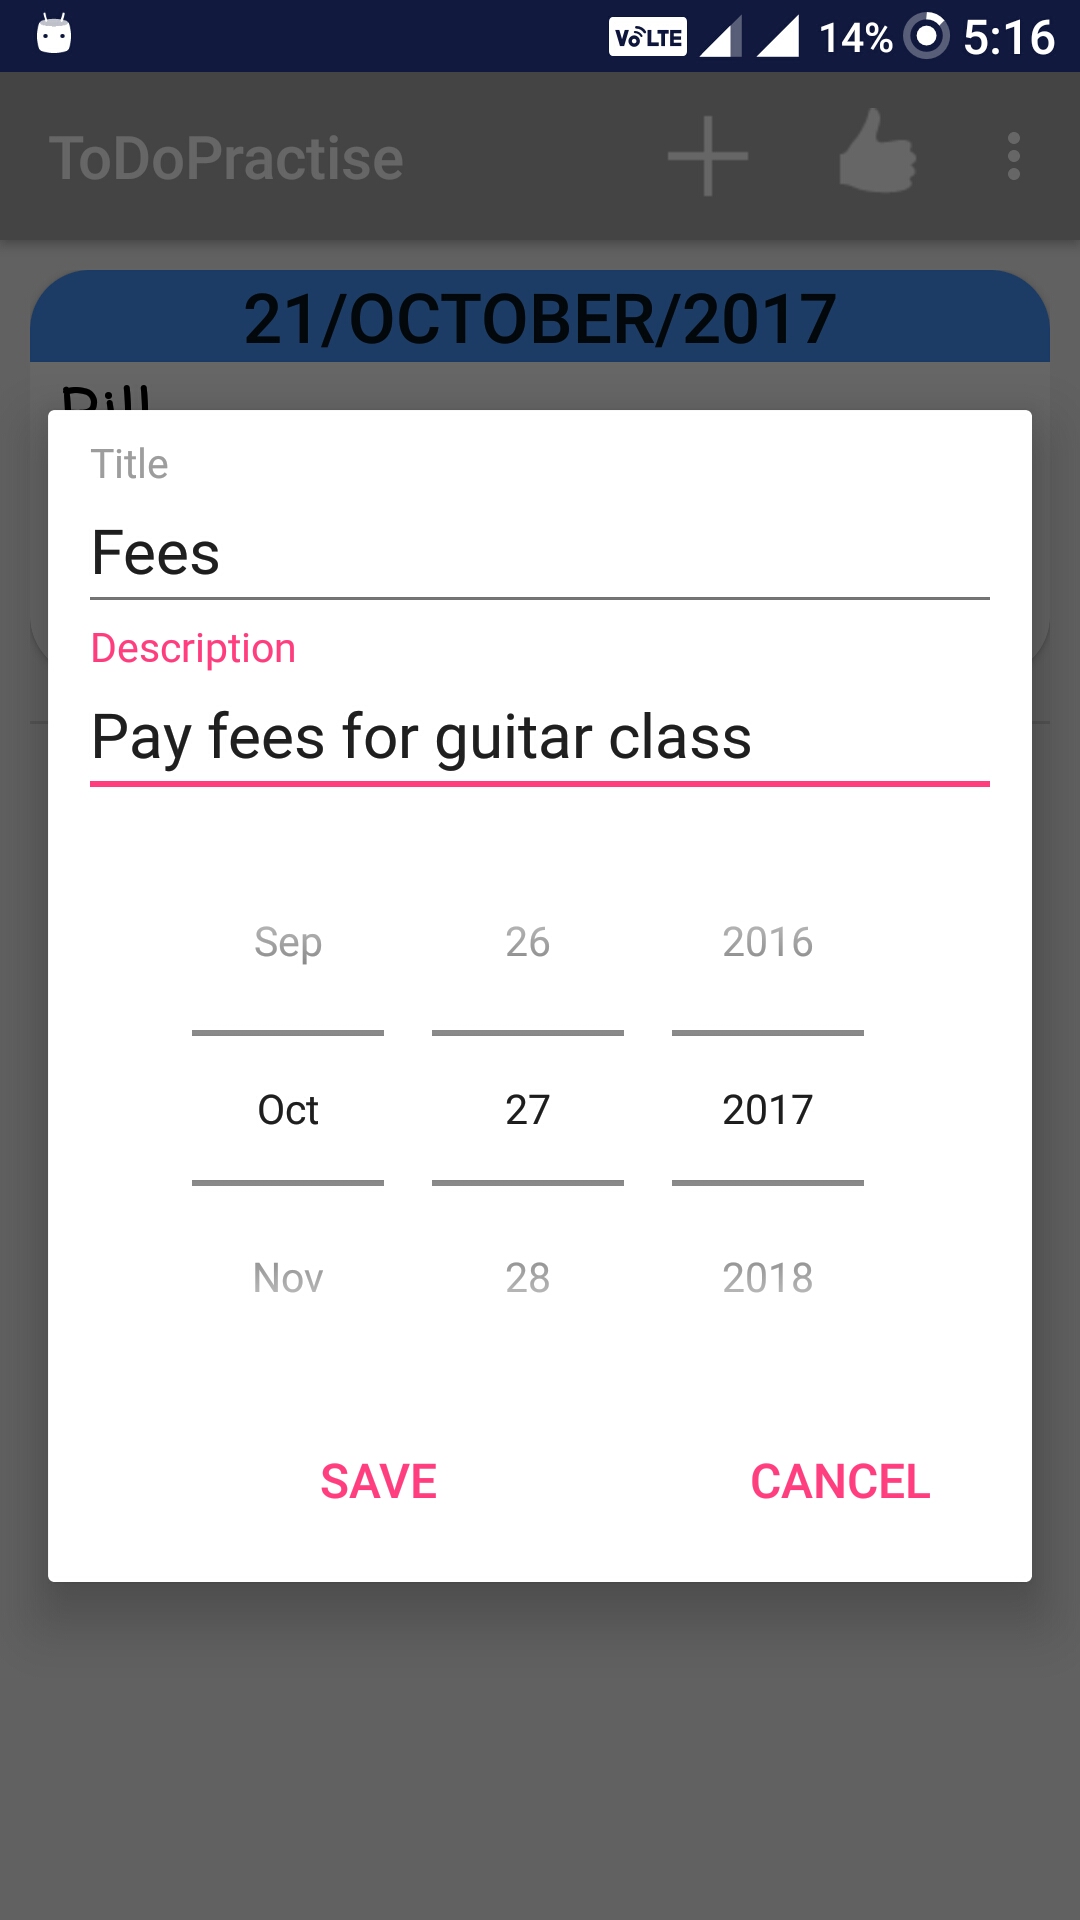 VoLTE 14% 5:16
ToDoPractise
21/OCTOBER/2017
Bill
Title
Fees
Description
Pay fees for guitar class
Sep 26 2016
Oct 27 2017
Nov 28 2018
SAVE CANCEL